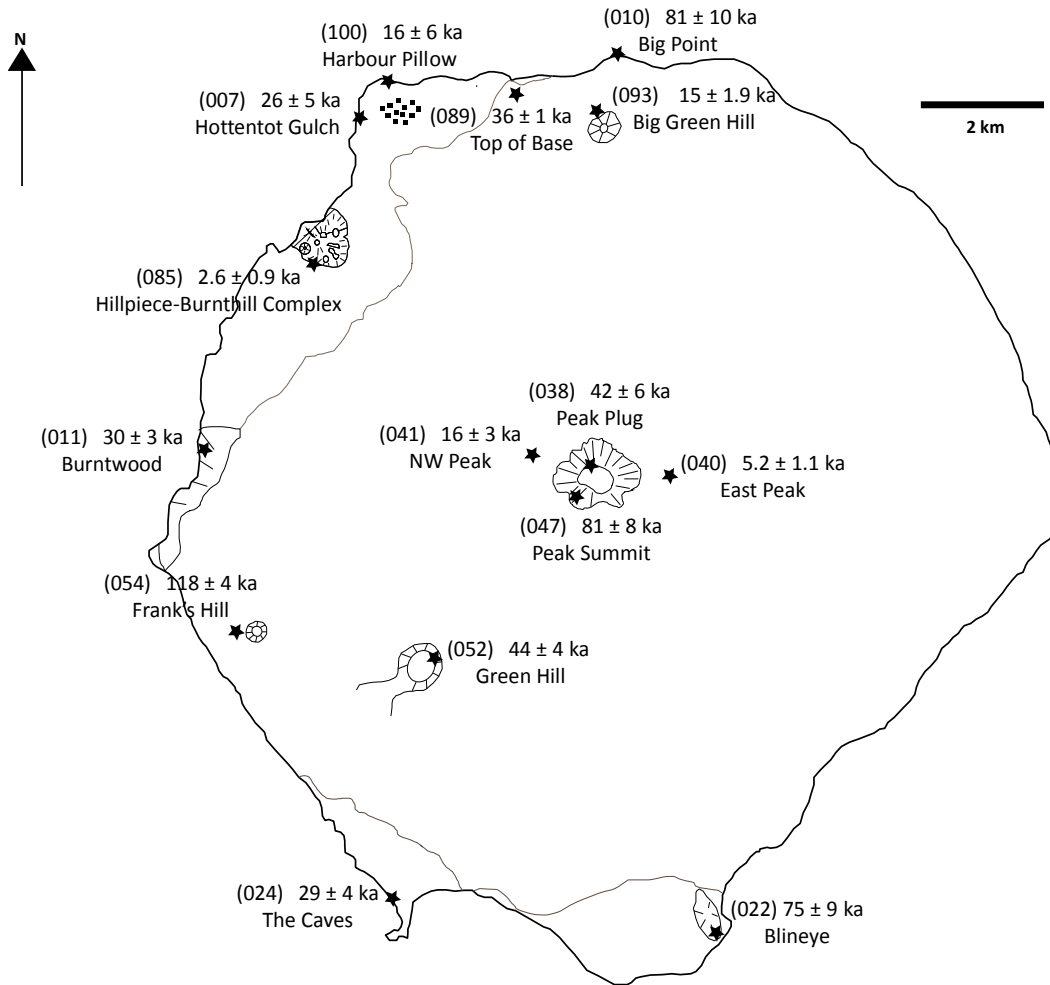 (010) 81 ± 10 ka
Big Point
(100) 16 ± 6 ka
Harbour Pillow
N
(007) 26 ± 5 ka
Hottentot Gulch
(089) 36 ± 1 ka
Top of Base
(093) 15 ± 1.9 ka
Big Green Hill
2 km
(085) 2.6 ± 0.9 ka
Hillpiece-Burnthill Complex
(038) 42 ± 6 ka
Peak Plug
(011) 30 ± 3 ka
Burntwood
(041) 16 ± 3 ka
NW Peak
(040) 5.2 ± 1.1 ka
East Peak
(047) 81 ± 8 ka
Peak Summit
(054) 118 ± 4 ka
Frank's Hill
(052) 44 ± 4 ka
Green Hill
(024) 29 ± 4 ka
The Caves
(022) 75 ± 9 ka
Blineye